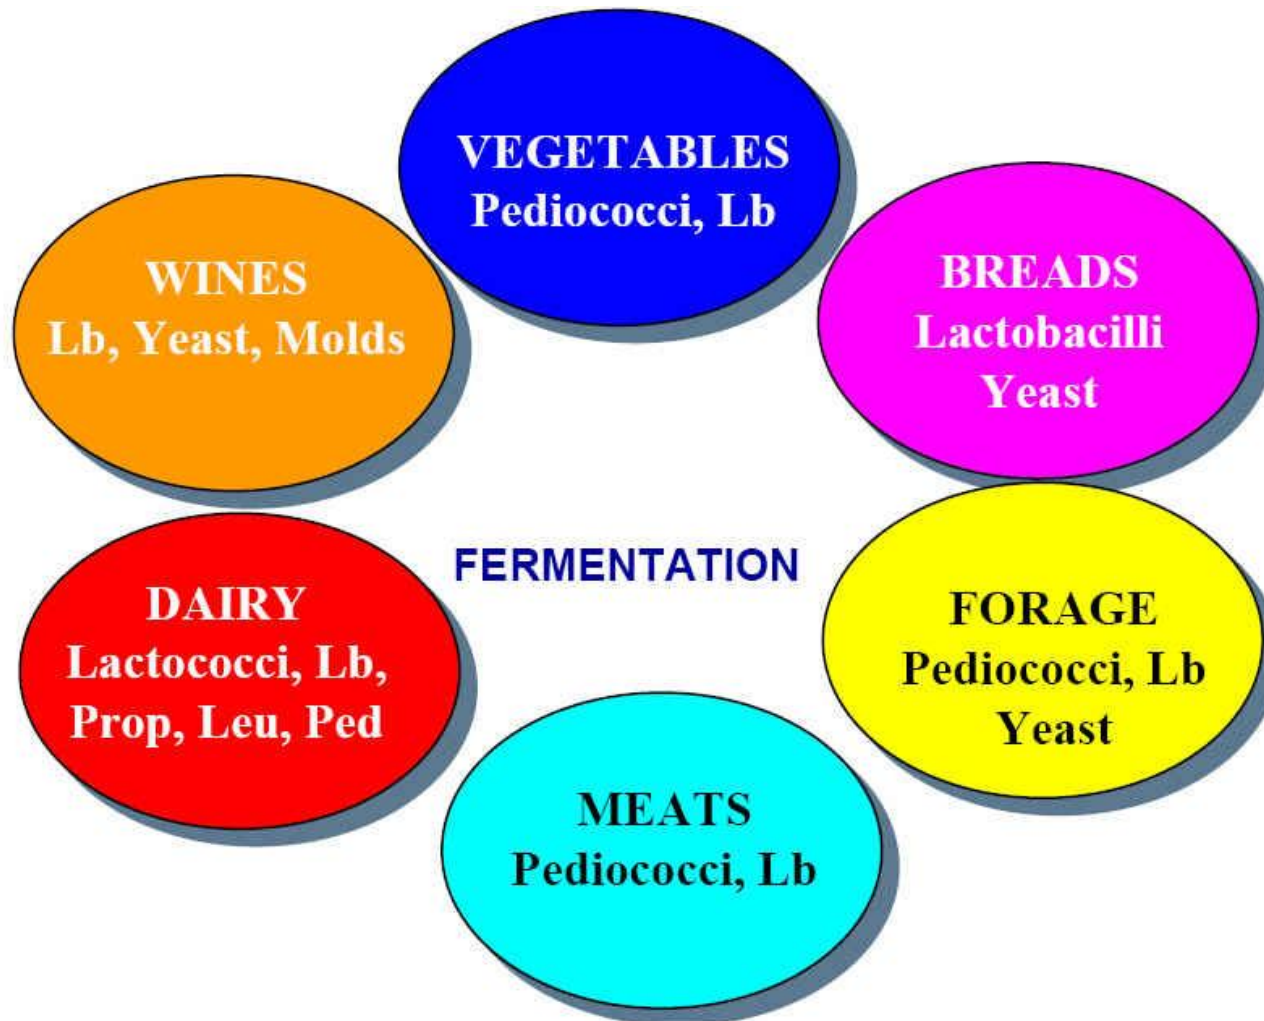 VEGETABLES
Pediococci, Lb
WINES
Lb, Yeast, Molds
BREADS
Lactobacilli
Yeast
FERMENTATION
DAIRY
Lactococci, Lb,
Prop, Leu, Ped
FORAGE
Pediococci, Lb
Yeast
MEATS
Pediococci, Lb